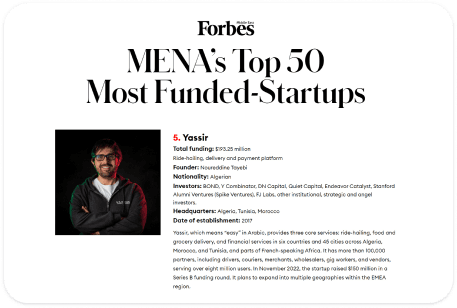 Forbes
Middle East
MENA's Top 50
Most Funded-Startups
5. Yassir
Total funding: $193.25 million
Ride-hailing, delivery and payment platform
Founder: Noureddine Tayebi
Nationality: Algerian
Investors: BOND, Y Combinator, DN Capital, Quiet Capital, Endeavor Catalyst, Stanford
Alumni Ventures (Spike Ventures), FJ Labs, other institutional, strategic and angel
investors.
Headquarters: Algeria, Tunisia, Morocco
Date of establishment: 2017
Yassir, which means “easy” in Arabic, provides three core services: ride-hailing, food and
grocery delivery, and financial services in six countries and 45 cities across Algeria,
Morocco, and Tunisia, and parts of French-speaking Africa. It has more than 100,000
partners, including drivers, couriers, merchants, wholesalers, gig workers, and vendors,
serving over eight million users. In November 2022, the startup raised $150 million in a
Series B funding round. It plans to expand into multiple geographies within the EMEA
region.